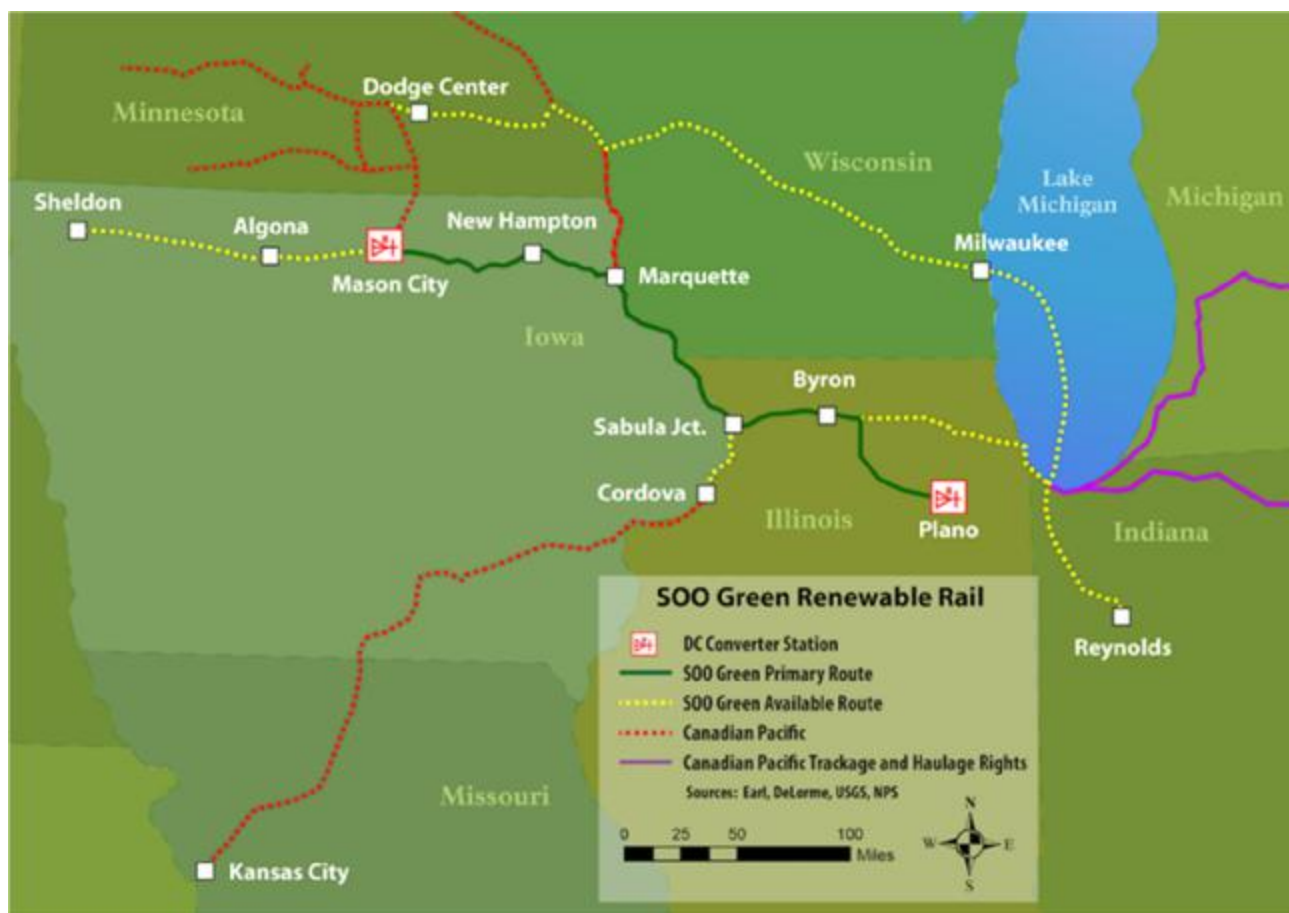 Dodge Center
Minnesota
Wisconsin
Lake
Michigan
Michigan
Sheldon
Algona
New Hampton
Milwaukee
Mason City
Marquette
Iowa
Byron
Sabula Jct.
Cordova
Illinois
Plano
Indiana
SOO Green Renewable Rail
DC Converter Station
SOO Green Primary Route
SOO Green Available Route
Canadian Pacific
Canadian Pacific Trackage and Haulage Rights
Sources: Earl, DeLorme, USGS, NPS
Reynolds
Missouri
Kansas City
0 25 50 100
Miles
N
W E
S